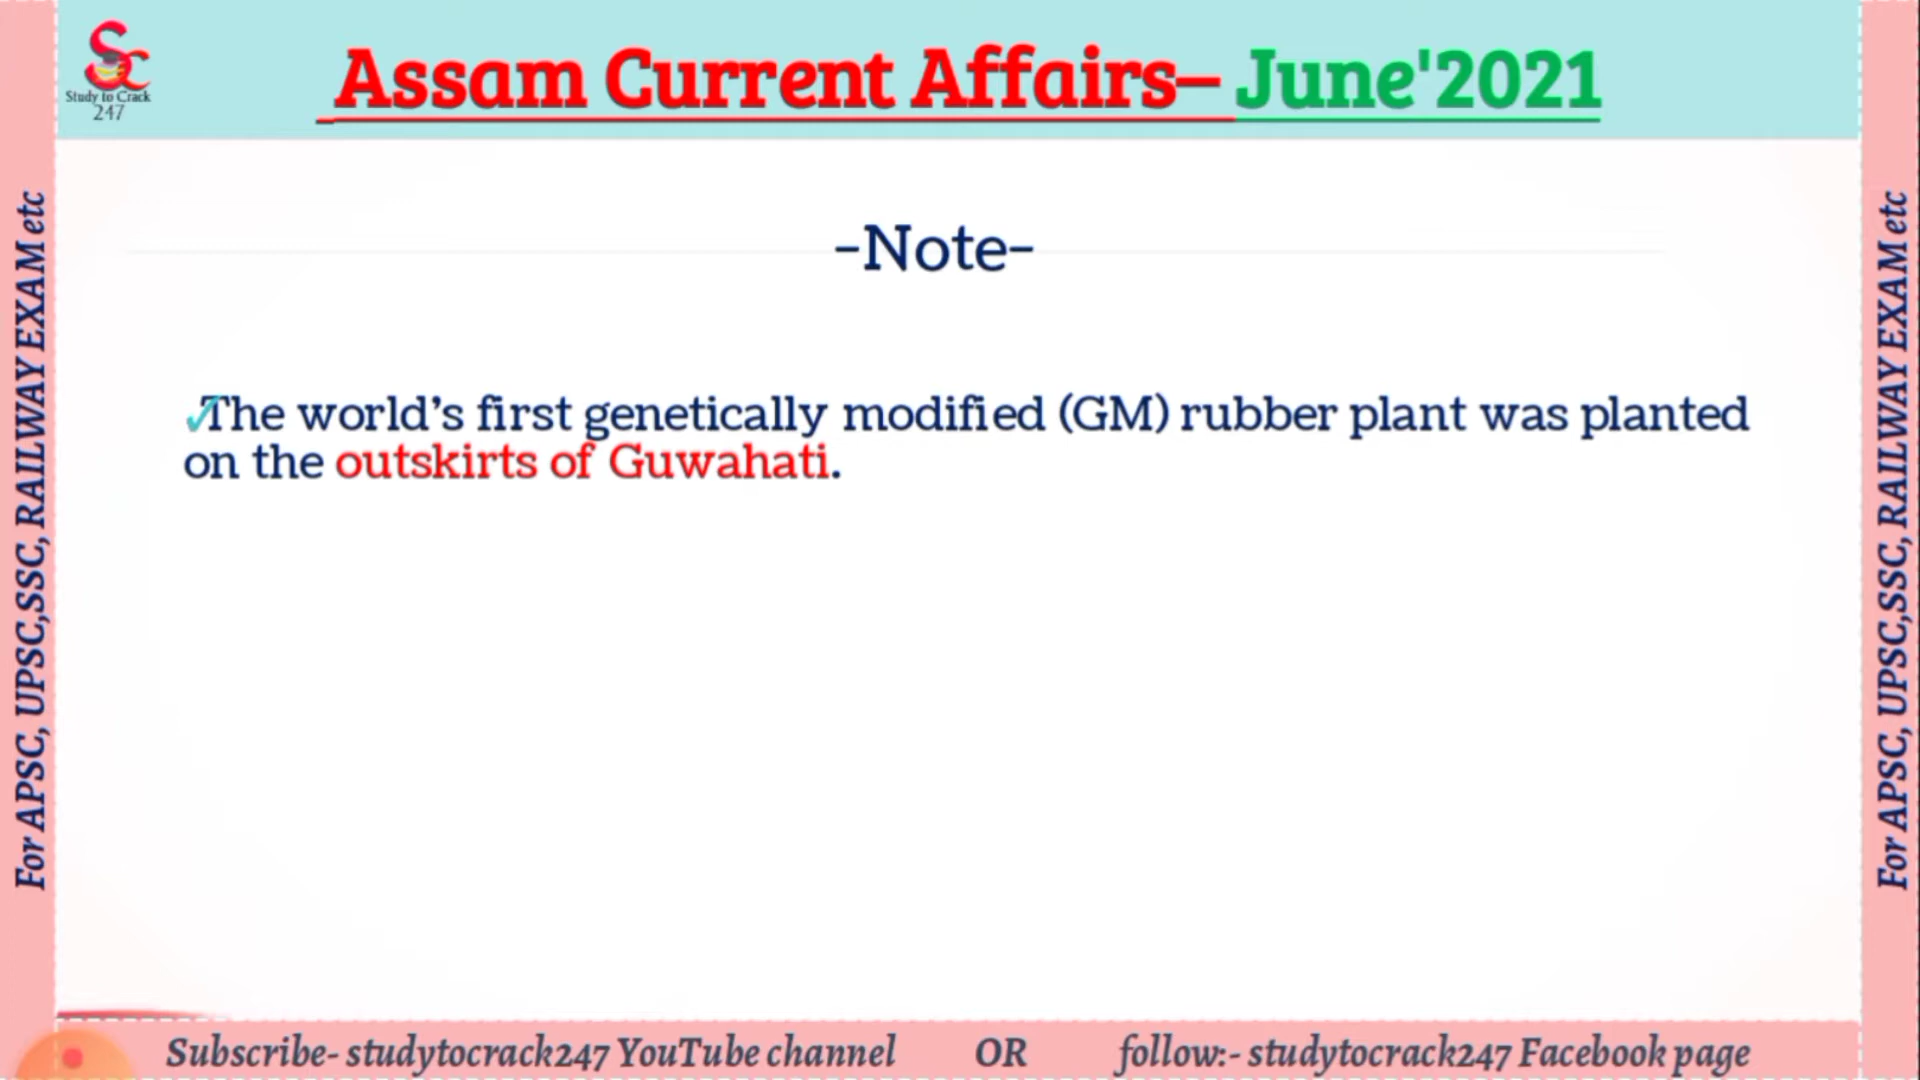 Study to Crack
247
Assam Current Affairs– June'2021
-Note-
✓The world’s first genetically modified (GM) rubber plant was planted
on the outskirts of Guwahati.
For APSC, UPSC,SSC, RAILWAY EXAM etc
For APSC, UPSC,SSC, RAILWAY EXAM etc
Subscribe- studytocrack247 YouTube channel OR follow:- studytocrack247 Facebook page